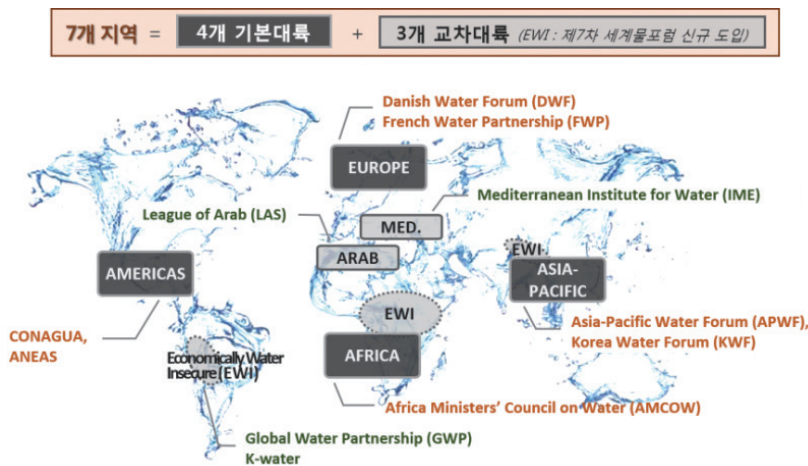 7개 지역 = 4개 기본대륙 + 3개 교차대륙 (EWI : 제7차 세계물포럼 신규 도입)
Danish Water Forum (DWF)
French Water Partnership (FWP)
EUROPE
Mediterranean Institute for Water (IME)
League of Arab (LAS)
MED.
ARAB
EWI
AMERICAS
ASIA-
PACIFIC
EWI
CONAGUA,
ANEAS
Asia-Pacific Water Forum (APWF),
Korea Water Forum (KWF)
AFRICA
Economically Water
Insecure (EWI)
Africa Ministers’ Council on Water (AMCOW)
Global Water Partnership (GWP)
K-water